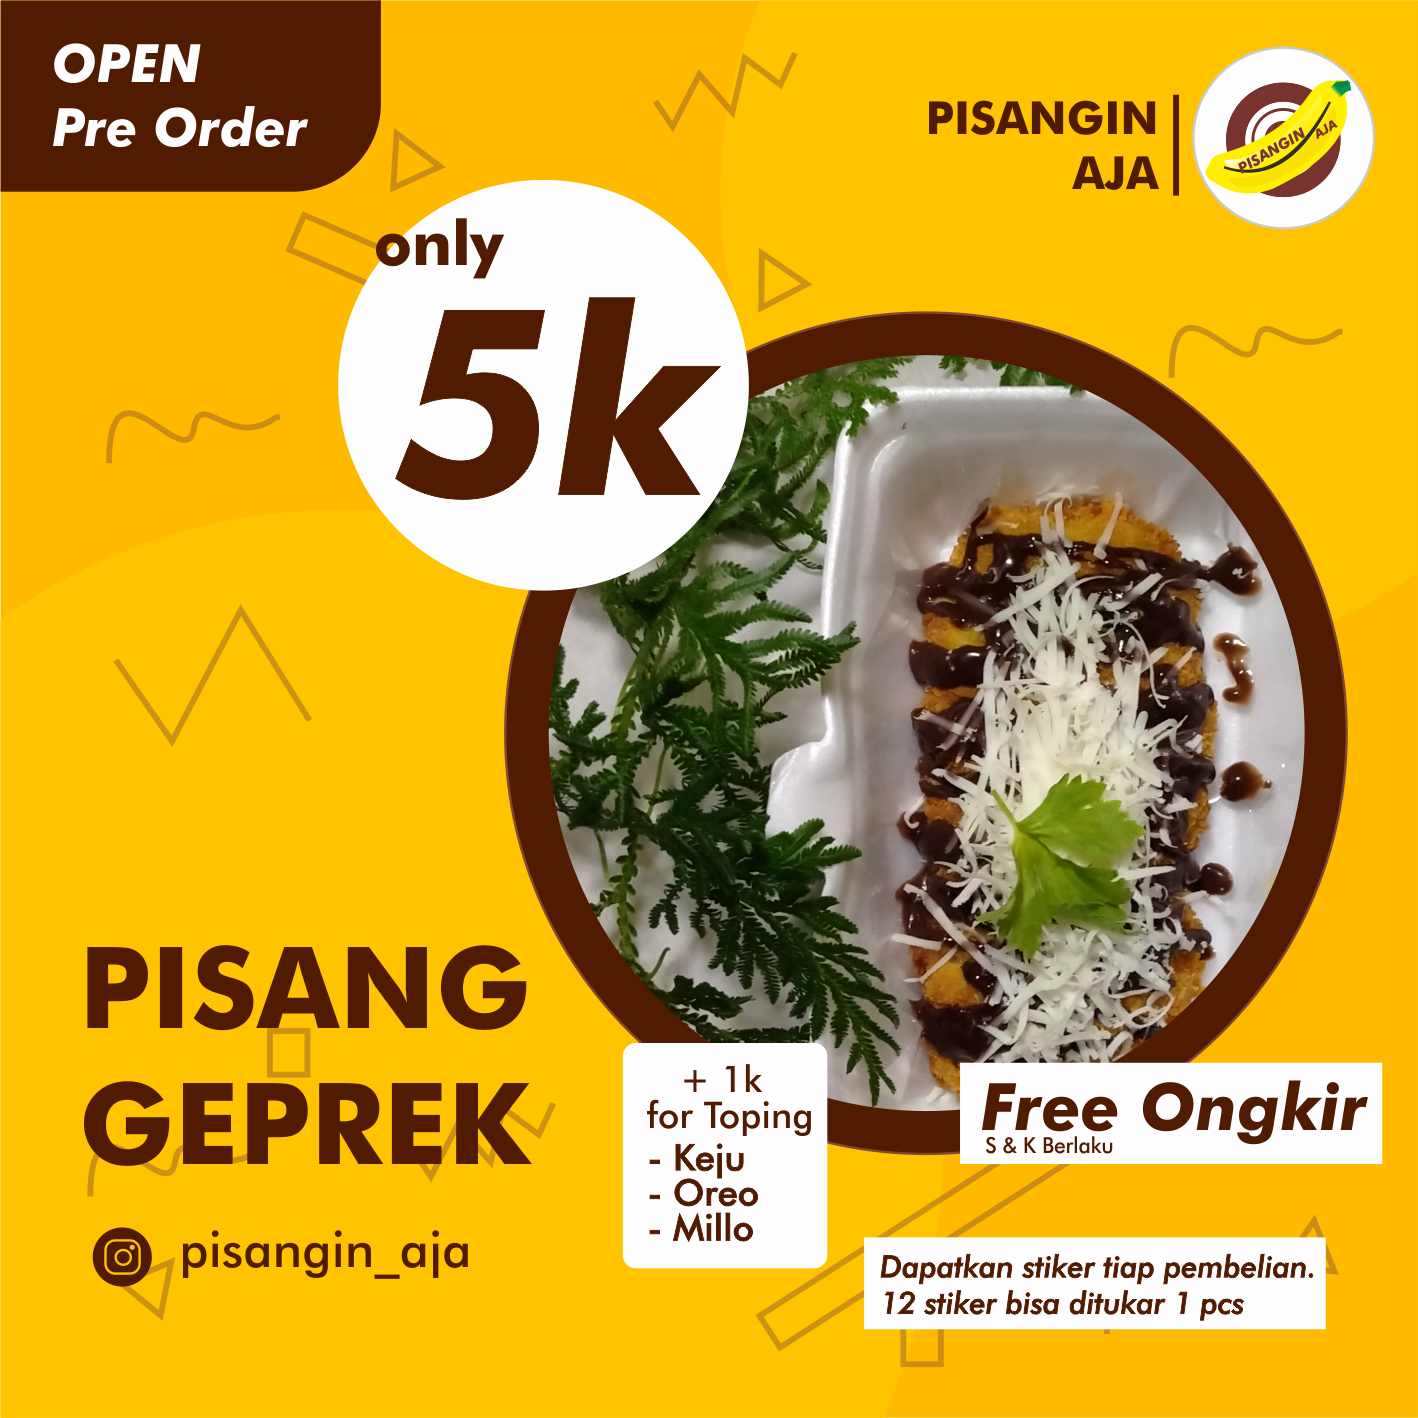 OPEN
Pre Order
PISANGIN
AJA
PISANGIN AJA
only
5k
PISANG
GEPREK
pisangin_aja
+ 1k
for Toping
- Keju
- Oreo
- Millo
Free Ongkir
S & K Berlaku
Dapatkan stiker tiap pembelian.
12 stiker bisa ditukar 1 pcs